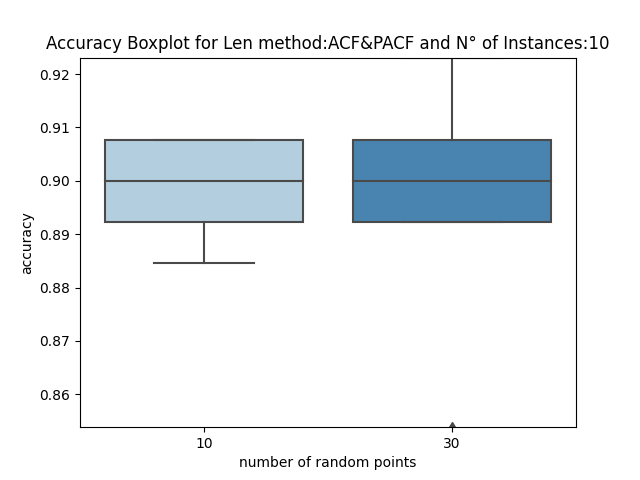 Accuracy Boxplot for Len method:ACF&PACF and N° of Instances:10
0.92
0.91
0.90
0.89
0.88
0.87
0.86
accuracy
10 30
number of random points